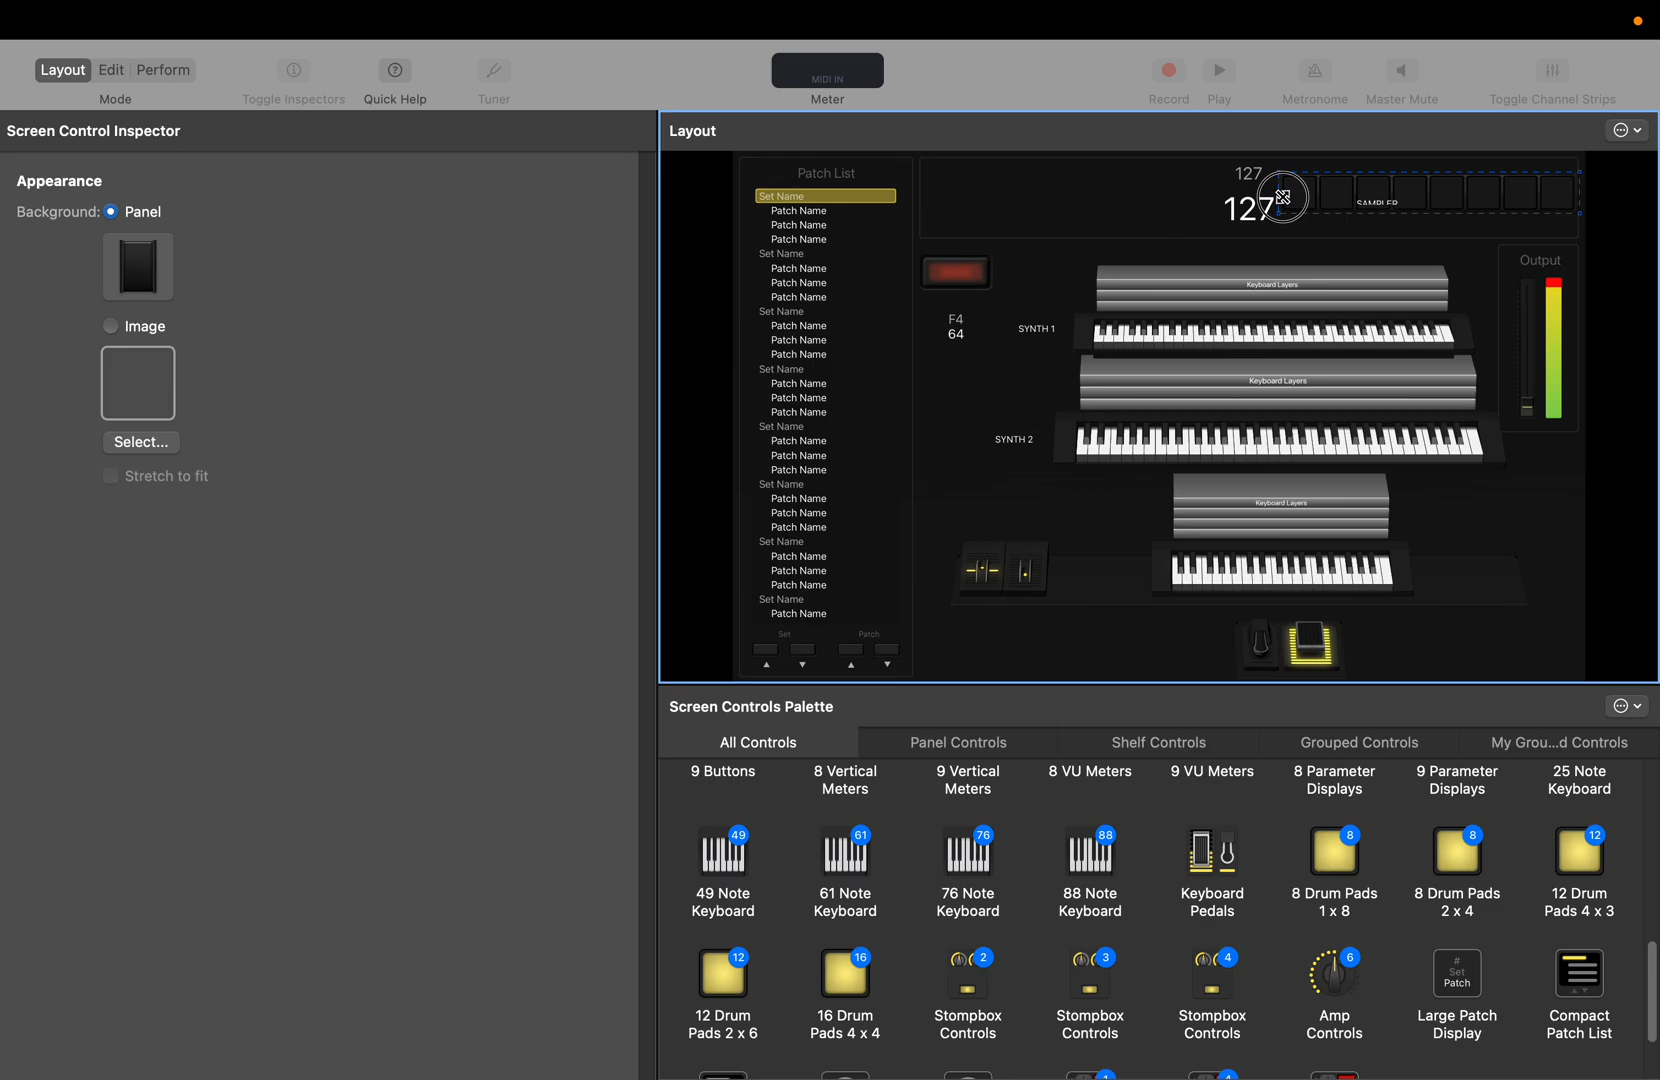 Layout Edit Perform
Mode
Toggle Inspectors
Quick Help
Tuner
MIDI IN
Meter
Record
Play
Metronome
Master Mute
Toggle Channel Strips
Screen Control Inspector
Appearance
Background: Panel
Image
Select...
Stretch to fit
Layout
Patch List
Set Name
Patch Name
Patch Name
Patch Name
Set Name
Patch Name
Patch Name
Patch Name
Set Name
Patch Name
Patch Name
Patch Name
Set Name
Patch Name
Patch Name
Patch Name
Set Name
Patch Name
Patch Name
Patch Name
Set Name
Patch Name
Patch Name
Patch Name
Set Name
Patch Name
Patch Name
Patch Name
Set Name
Patch Name
Set
Patch
127
127
SAMPLER
Output
Keyboard Layers
F4
64
SYNTH 1
Keyboard Layers
SYNTH 2
Keyboard Layers
Screen Controls Palette
All Controls
Panel Controls
Shelf Controls
Grouped Controls
My Grou...d Controls
9 Buttons
8 Vertical
Meters
9 Vertical
Meters
8 VU Meters
9 VU Meters
8 Parameter
Displays
9 Parameter
Displays
25 Note
Keyboard
49
49 Note
Keyboard
61
61 Note
Keyboard
76
76 Note
Keyboard
88
88 Note
Keyboard
Keyboard
Pedals
8
8 Drum Pads
1 x 8
8
8 Drum Pads
2 x 4
12
12 Drum
Pads 4 x 3
12
12 Drum
Pads 2 x 6
16
16 Drum
Pads 4 x 4
2
Stompbox
Controls
3
Stompbox
Controls
4
Stompbox
Controls
6
Amp
Controls
#
Set
Patch
Large Patch
Display
Compact
Patch List
1
4